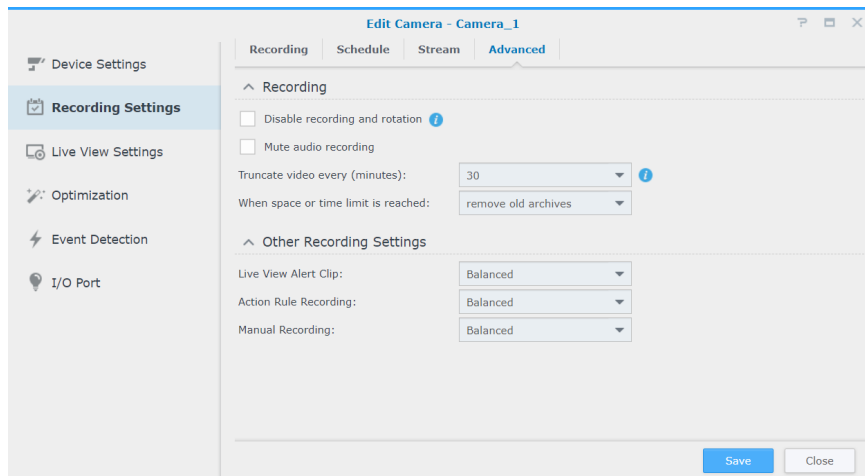 Edit Camera - Camera_1
Device Settings
Recording Settings
Live View Settings
Optimization
Event Detection
I/O Port
Recording Schedule Stream Advanced
Recording
Disable recording and rotation
Mute audio recording
Truncate video every (minutes): 30
When space or time limit is reached: remove old archives
Other Recording Settings
Live View Alert Clip: Balanced
Action Rule Recording: Balanced
Manual Recording: Balanced
Save Close